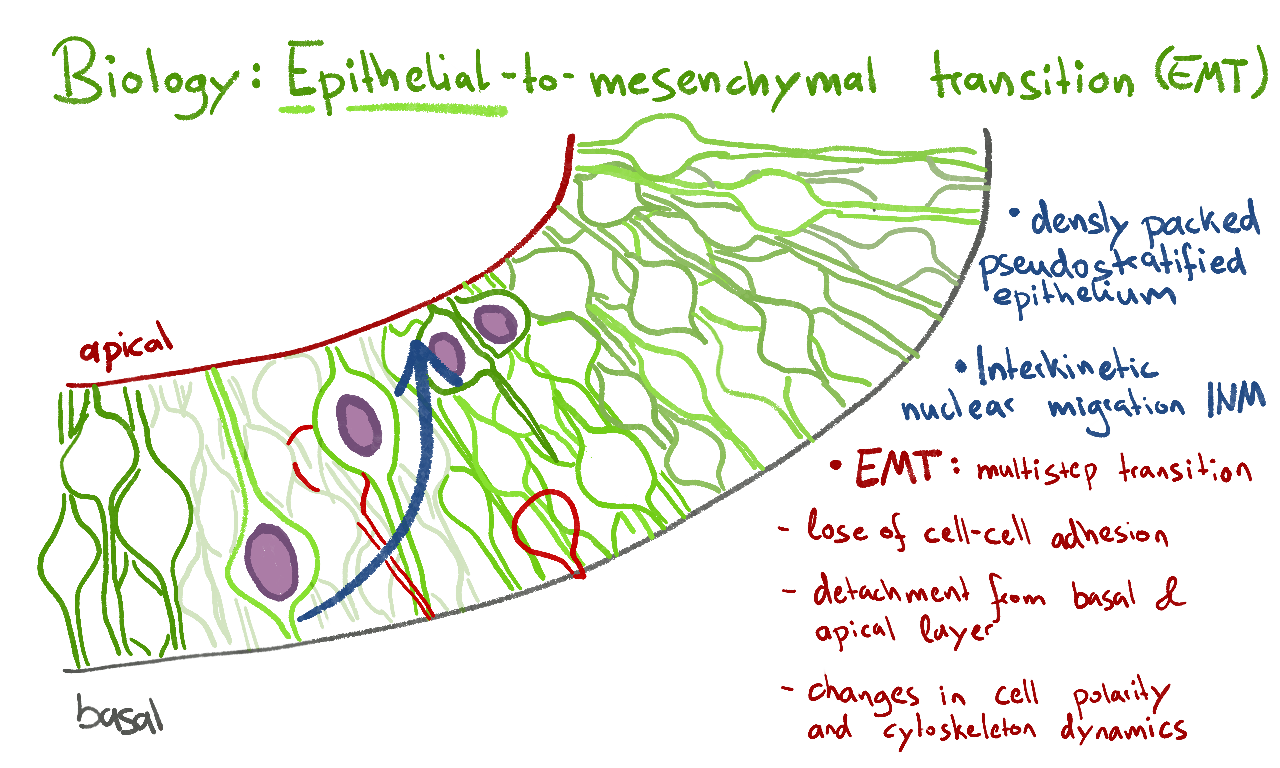 Biology: Epithelial-to-mesenchymal transition (EMT)
apical
basal
• densly packed
pseudostratified
epithelium
• Interkinetic
nuclear migration INM
• EMT: multistep transition
- lose of cell-cell adhesion
- detachment from basal &
apical layer
- changes in cell polarity
and cyloskeleton dynamics